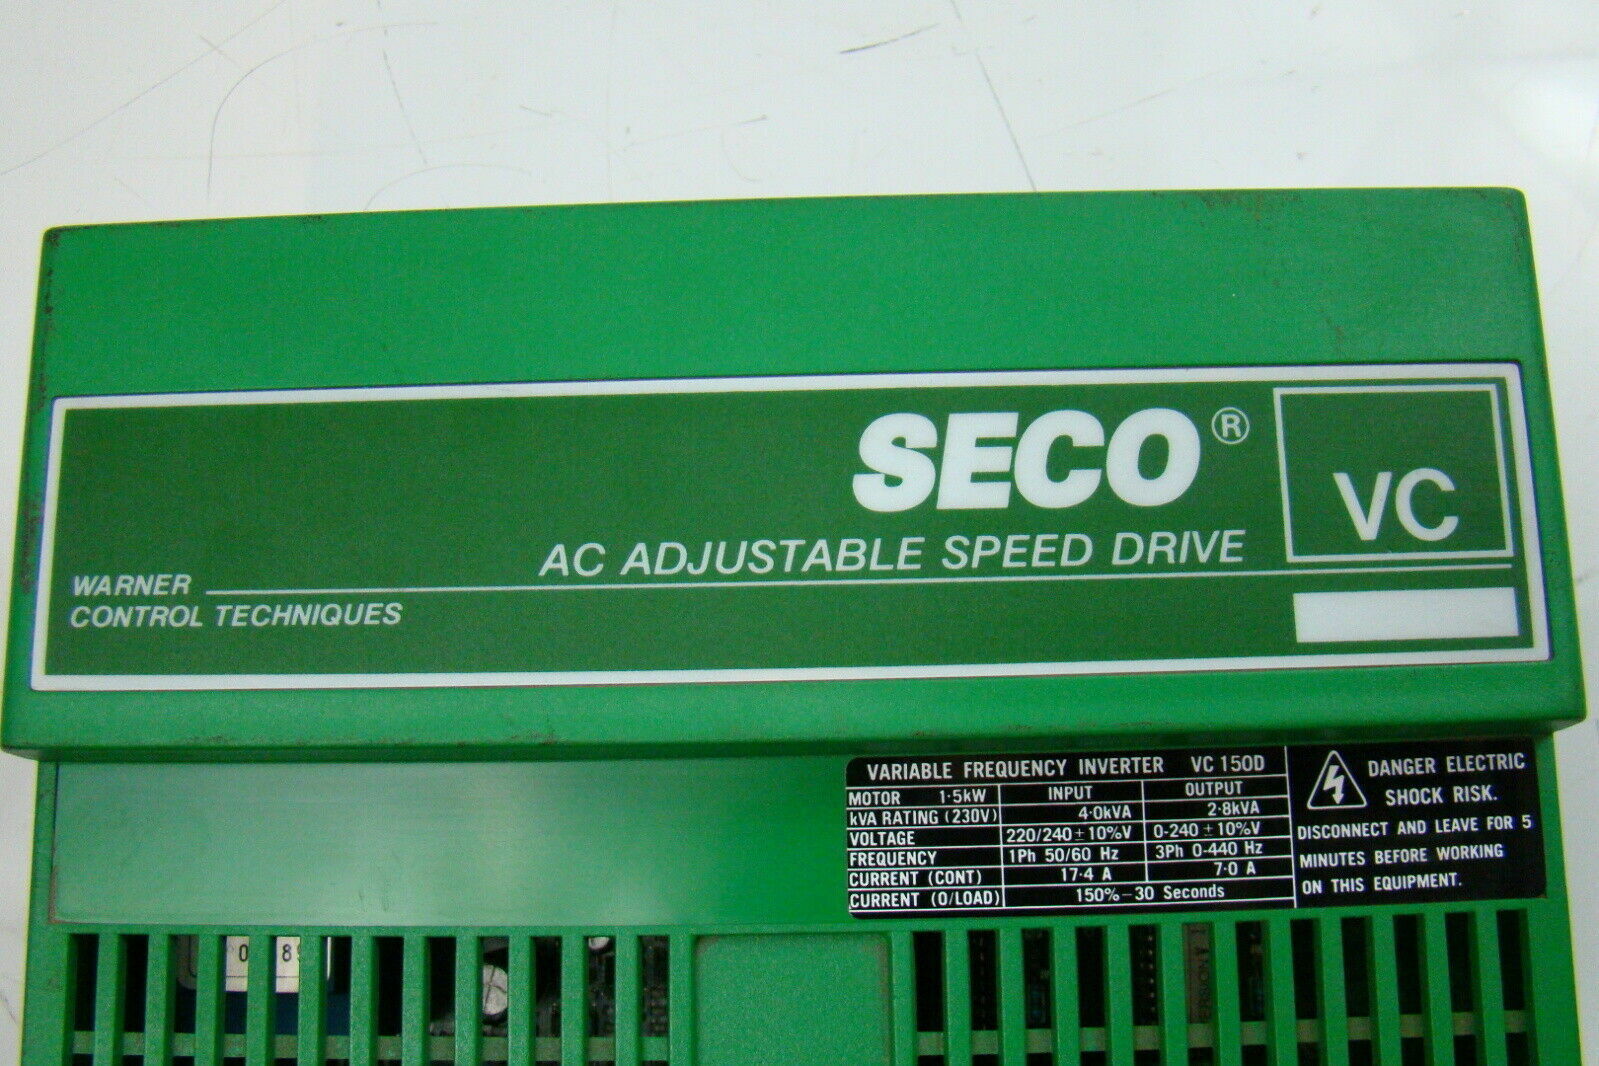 SECO®
VC
AC ADJUSTABLE SPEED DRIVE
WARNER
CONTROL TECHNIQUES
VARIABLE FREQUENCY INVERTER VC 150D
MOTOR 1·5kW INPUT OUTPUT
kVA RATING (230V) 4·0kVA 2·8kVA
VOLTAGE 220/240 ± 10%V 0-240 ± 10%V
FREQUENCY 1Ph 50/60 Hz 3Ph 0-440 Hz
CURRENT (CONT) 17·4 A 7·0 A
CURRENT (O/LOAD) 150%-30 Seconds
DANGER ELECTRIC
SHOCK RISK.
DISCONNECT AND LEAVE FOR 5
MINUTES BEFORE WORKING
ON THIS EQUIPMENT.